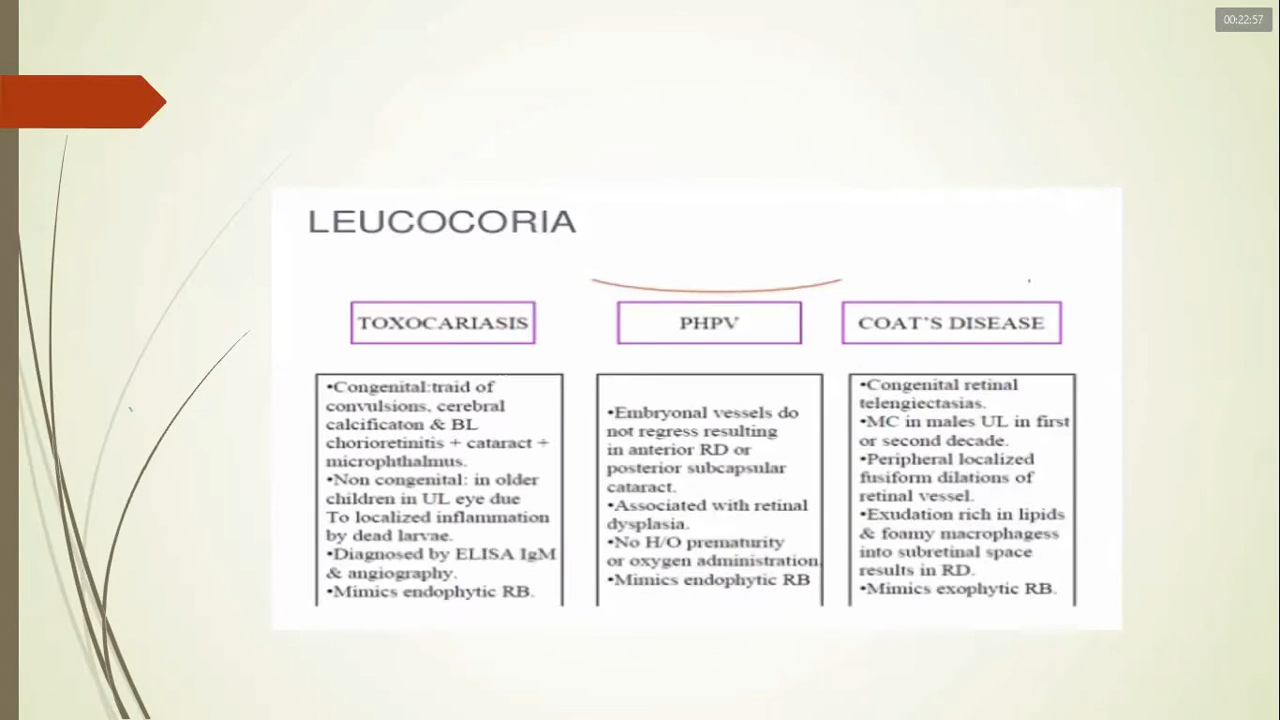 00:22:57
LEUCOCORIA
TOXOCARIASIS
•Congenital:traid of
convulsions, cerebral
calcificaton & BL
chorioretinitis + cataract +
microphthalmus.
•Non congenital: in older
children in UL eye due
To localized inflammation
by dead larvae.
•Diagnosed by ELISA IgM
& angiography.
•Mimics endophytic RB.
PHPV
•Embryonal vessels do
not regress resulting
in anterior RD or
posterior subcapsular
cataract.
•Associated with retinal
dysplasia.
•No H/O prematurity
or oxygen administration.
•Mimics endophytic RB
COAT'S DISEASE
•Congenital retinal
telengiectasias.
•MC in males UL in first
or second decade.
•Peripheral localized
fusiform dilations of
retinal vessel.
•Exudation rich in lipids
& foamy macrophagess
into subretinal space
results in RD.
•Mimics exophytic RB.